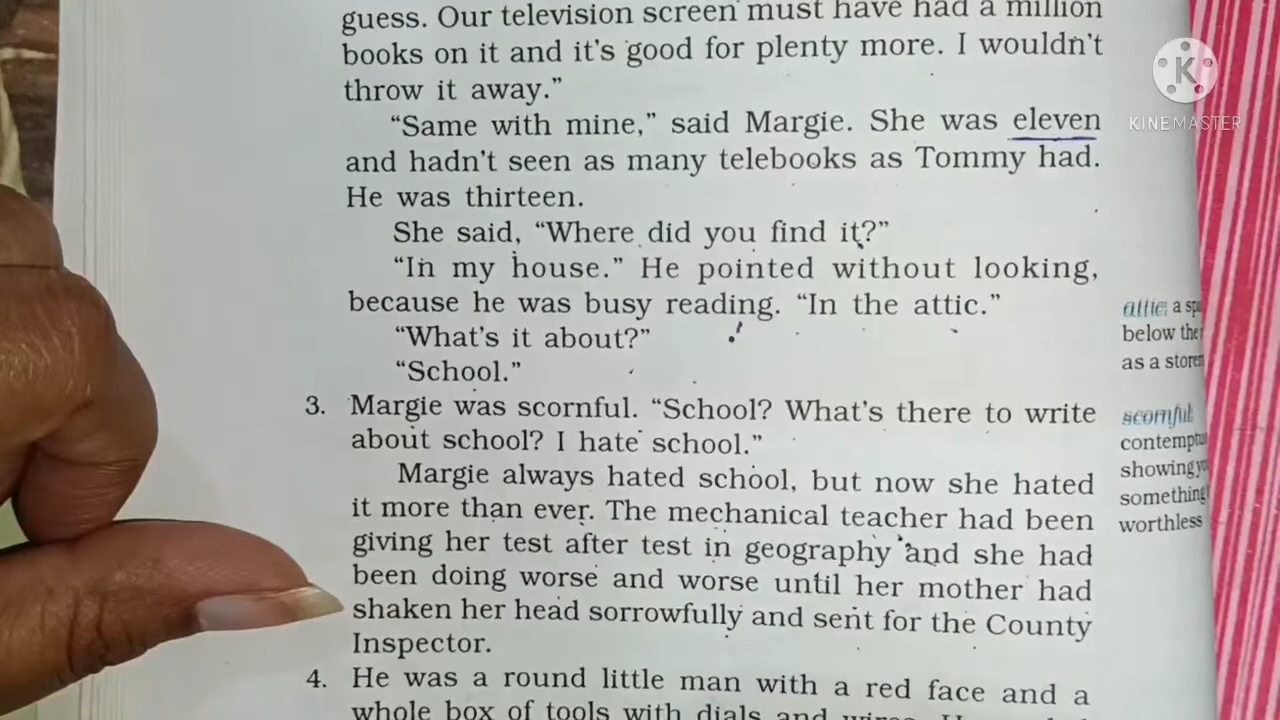 guess. Our television screen must have had a million
books on it and it's good for plenty more. I wouldn't
throw it away."
"Same with mine," said Margie. She was eleven
and hadn't seen as many telebooks as Tommy had.
He was thirteen.
She said, "Where did you find it?"
"In my house." He pointed without looking,
because he was busy reading. "In the attic."
"What's it about?"
"School."
3. Margie was scornful. "School? What's there to write
about school? I hate school."
Margie always hated school, but now she hated
it more than ever. The mechanical teacher had been
giving her test after test in geography and she had
been doing worse and worse until her mother had
shaken her head sorrowfully and sent for the County
Inspector.
4. He was a round little man with a red face and a
whole box of tools with dials and wires.
attic: a
below the
as a
scornful:
showing
something
worthless
K
KINEMASTER